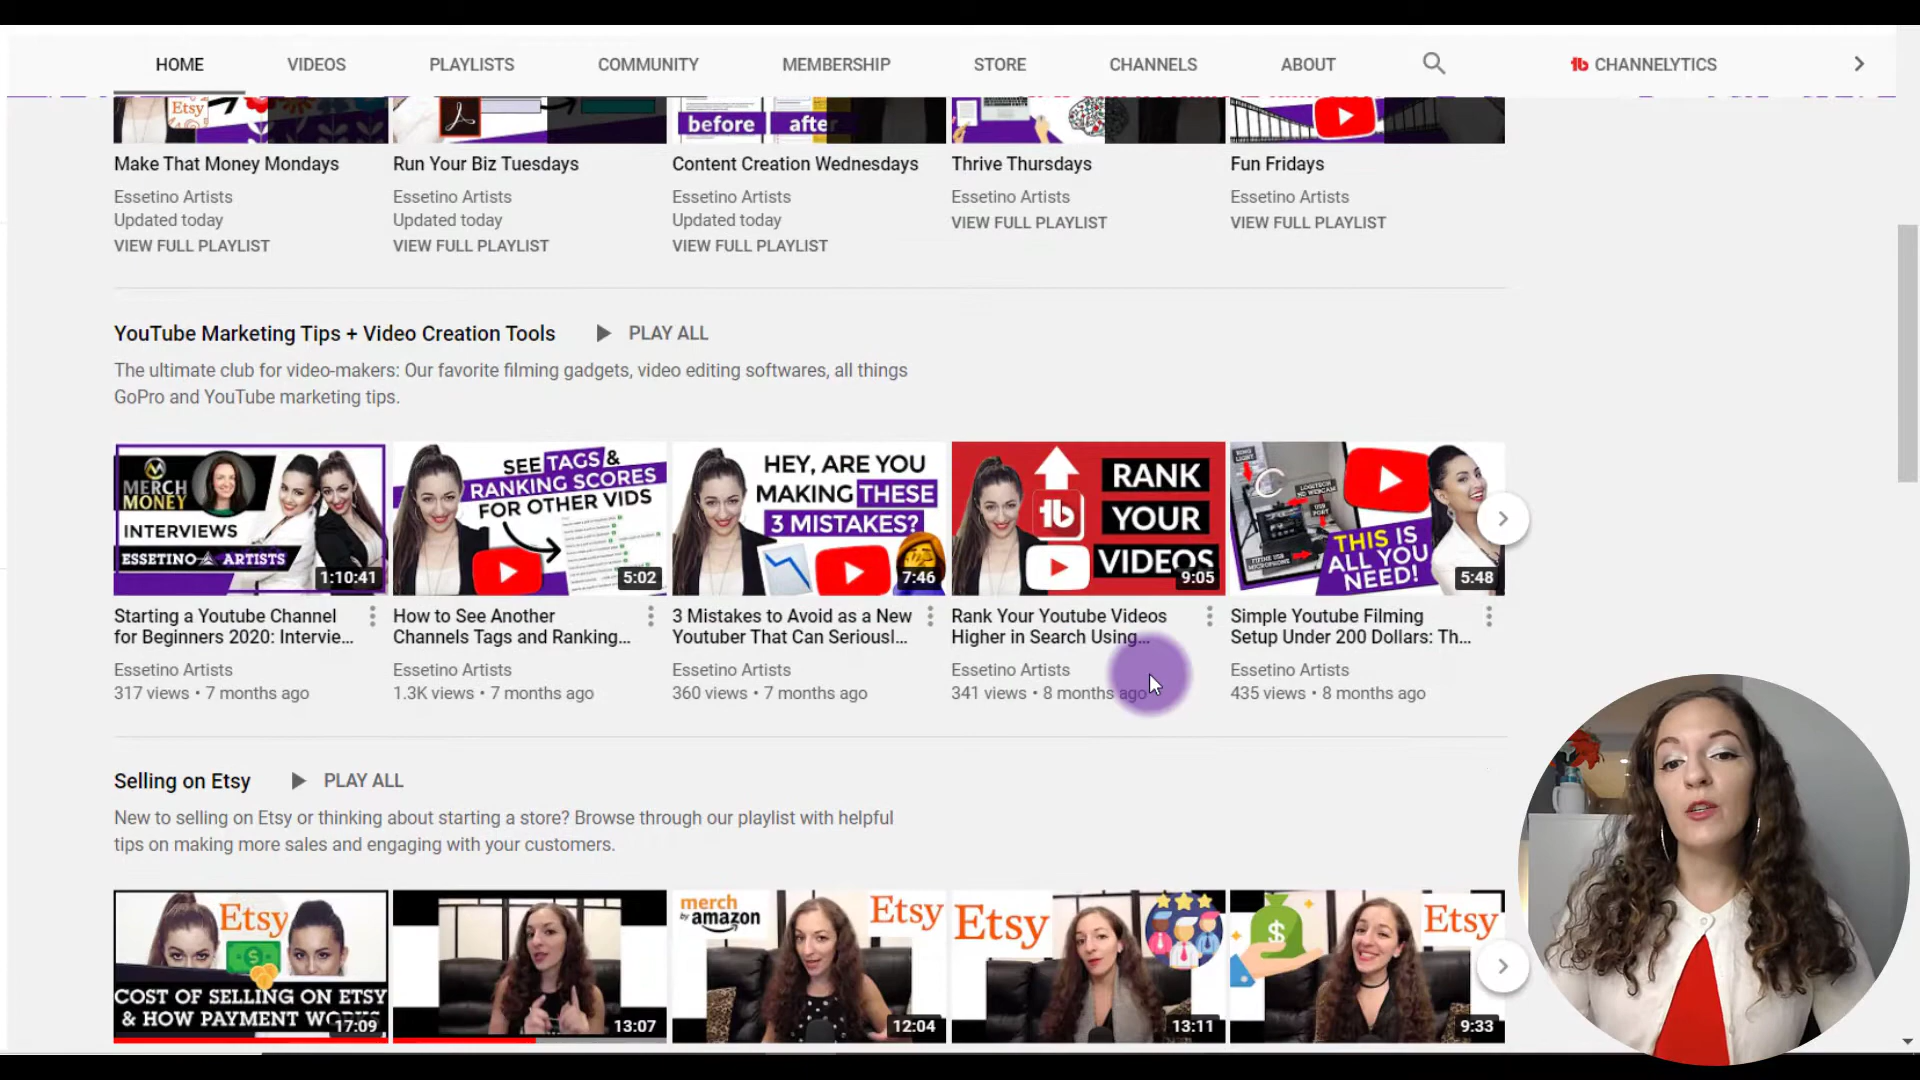 HOME VIDEOS PLAYLISTS COMMUNITY MEMBERSHIP STORE CHANNELS ABOUT CHANNELYTICS
Etsy
before after
Make That Money Mondays
Essetino Artists
Updated today
VIEW FULL PLAYLIST
Run Your Biz Tuesdays
Essetino Artists
Updated today
VIEW FULL PLAYLIST
Content Creation Wednesdays
Essetino Artists
Updated today
VIEW FULL PLAYLIST
Thrive Thursdays
Essetino Artists
VIEW FULL PLAYLIST
Fun Fridays
Essetino Artists
VIEW FULL PLAYLIST
YouTube Marketing Tips + Video Creation Tools PLAY ALL
The ultimate club for video-makers: Our favorite filming gadgets, video editing softwares, all things
GoPro and YouTube marketing tips.
MERCH
MONEY
INTERVIEWS
ESSETINO ARTISTS
1:10:41
Starting a Youtube Channel
for Beginners 2020: Intervie...
Essetino Artists
317 views • 7 months ago
SEE TAGS &
RANKING SCORES
FOR OTHER VIDS
5:02
How to See Another
Channels Tags and Ranking...
Essetino Artists
1.3K views • 7 months ago
HEY, ARE YOU
MAKING THESE
3 MISTAKES?
7:46
3 Mistakes to Avoid as a New
Youtuber That Can Seriousl...
Essetino Artists
360 views • 7 months ago
RANK
YOUR
VIDEOS
tb
9:05
Rank Your Youtube Videos
Higher in Search Using...
Essetino Artists
341 views • 8 months ago
RING
LIGHT
LOGITECH
HD WEBCAM
USB
PORT
FIFINE USB
MICROPHONE
THIS IS
ALL YOU
NEED!
5:48
Simple Youtube Filming
Setup Under 200 Dollars: Th...
Essetino Artists
435 views • 8 months ago
Selling on Etsy PLAY ALL
New to selling on Etsy or thinking about starting a store? Browse through our playlist with helpful
tips on making more sales and engaging with your customers.
Etsy
COST OF SELLING ON ETSY
& HOW PAYMENT WORKS
17:09
13:07
merch
by amazon
Etsy
12:04
Etsy
13:11
Etsy
9:33